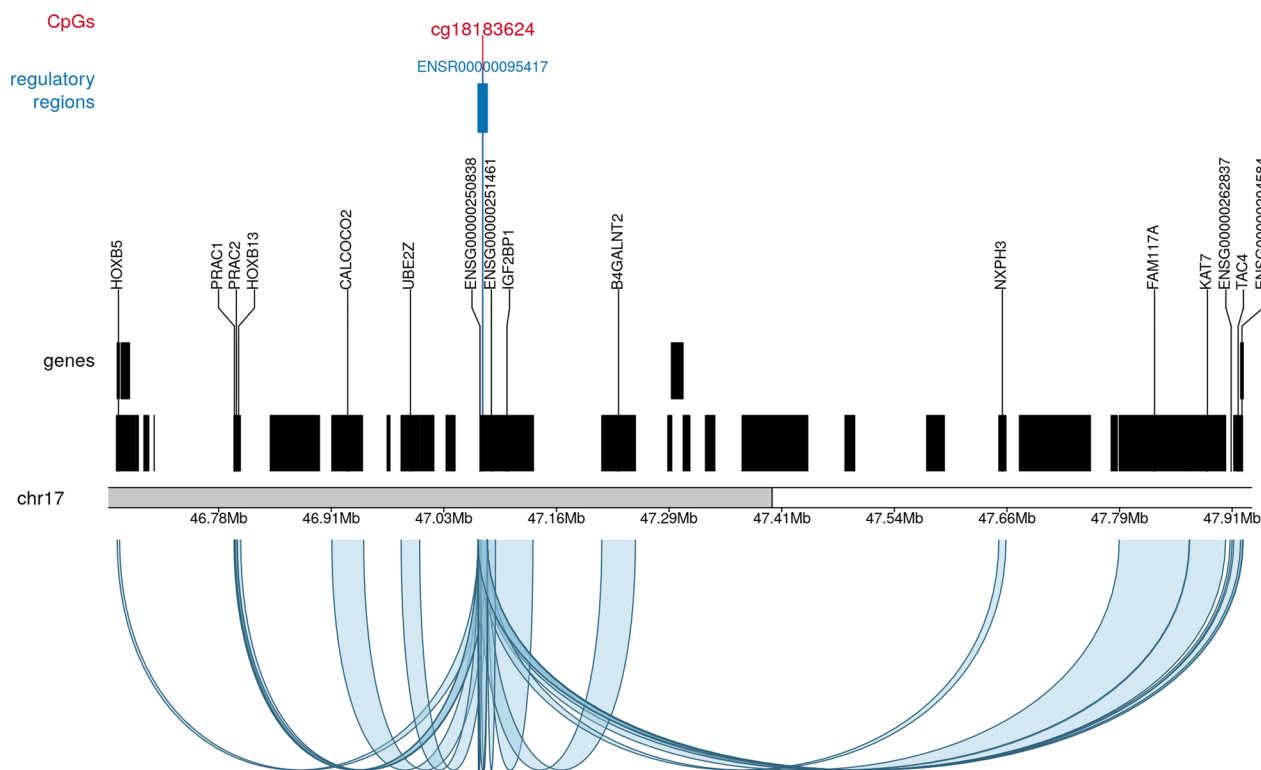 CpGs
cg18183624
regulatory
regions
ENSR00000095417
HOXB5
PRAC1
PRAC2
HOXB13
CALCOCO2
UBE2Z
ENSG00000250838
ENSG00000251461
IGF2BP1
B4GALNT2
NXPH3
FAM117A
KAT7
ENSG00000262837
TAC4
genes
chr17
46.78Mb 46.91Mb 47.03Mb 47.16Mb 47.29Mb 47.41Mb 47.54Mb 47.66Mb 47.79Mb 47.91Mb